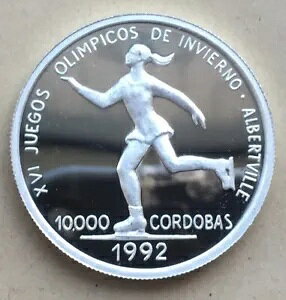 XVI JUEGOS OLIMPICOS DE INVIERNO · ALBERTVILLE
10,000 CORDOBAS
1992